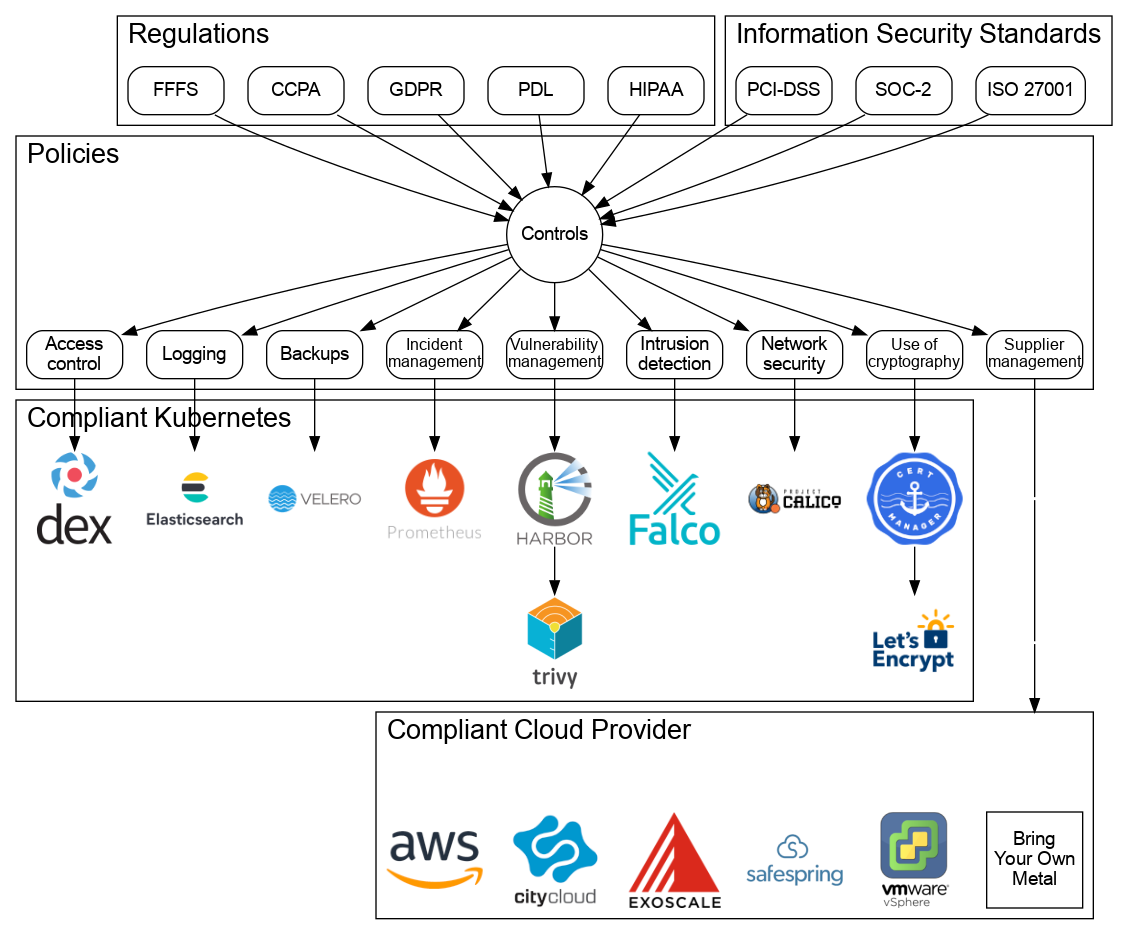 Regulations
Information Security Standards
FFFS
CCPA
GDPR
PDL
HIPAA
PCI-DSS
SOC-2
ISO 27001
Policies
Controls
Access
control
Logging
Backups
Incident
management
Vulnerability
management
Intrusion
detection
Network
security
Use of
cryptography
Supplier
management
Compliant Kubernetes
dex
Elasticsearch
VELERO
Prometheus
HARBOR
Falco
PROJECT
CALICO
CERT
MANAGER
trivy
Let's
Encrypt
Compliant Cloud Provider
aws
citycloud
EXOSCALE
safespring
vmware®
vSphere
Bring
Your Own
Metal